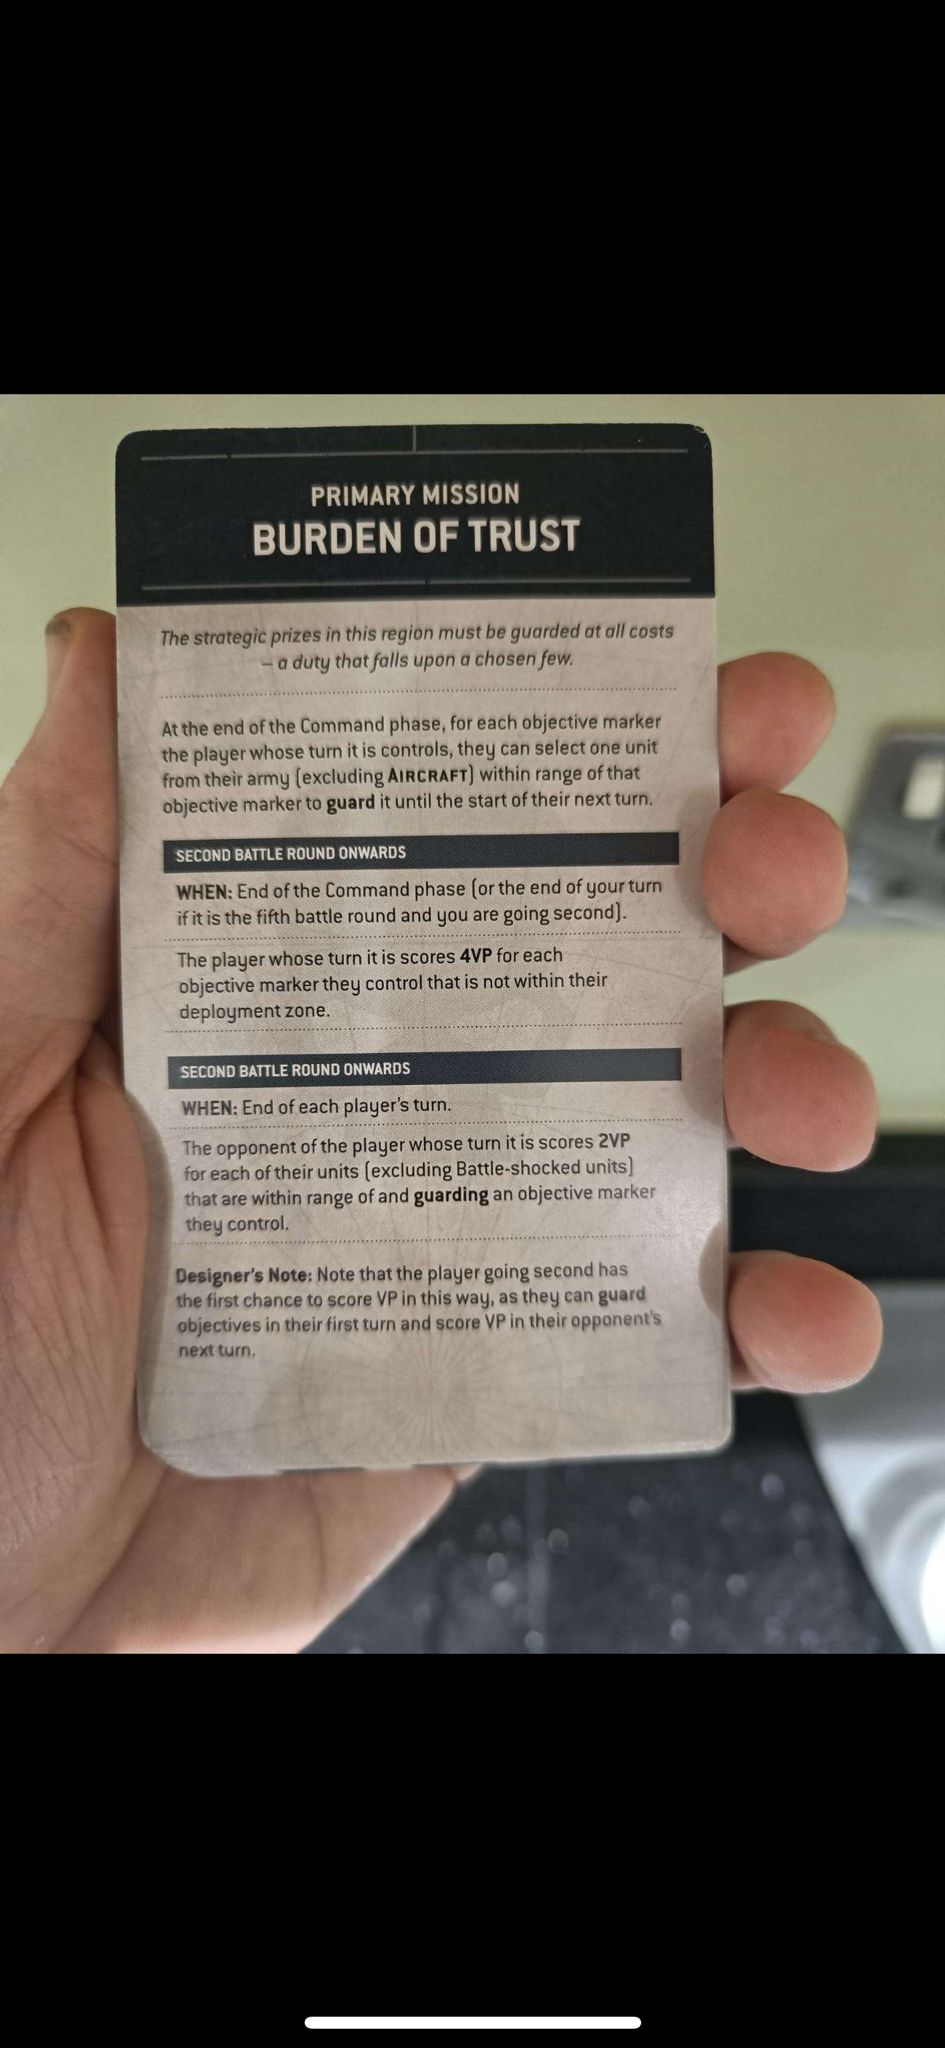 PRIMARY MISSION
BURDEN OF TRUST
The strategic prizes in this region must be guarded at all costs
– a duty that falls upon a chosen few.
At the end of the Command phase, for each objective marker
the player whose turn it is controls, they can select one unit
from their army (excluding AIRCRAFT) within range of that
objective marker to guard it until the start of their next turn.
SECOND BATTLE ROUND ONWARDS
WHEN: End of the Command phase (or the end of your turn
if it is the fifth battle round and you are going second).
The player whose turn it is scores 4VP for each
objective marker they control that is not within their
deployment zone.
SECOND BATTLE ROUND ONWARDS
WHEN: End of each player's turn.
The opponent of the player whose turn it is scores 2VP
for each of their units (excluding Battle-shocked units)
that are within range of and guarding an objective marker
they control.
Designer's Note: Note that the player going second has
the first chance to score VP in this way, as they can guard
objectives in their first turn and score VP in their opponent's
next turn.